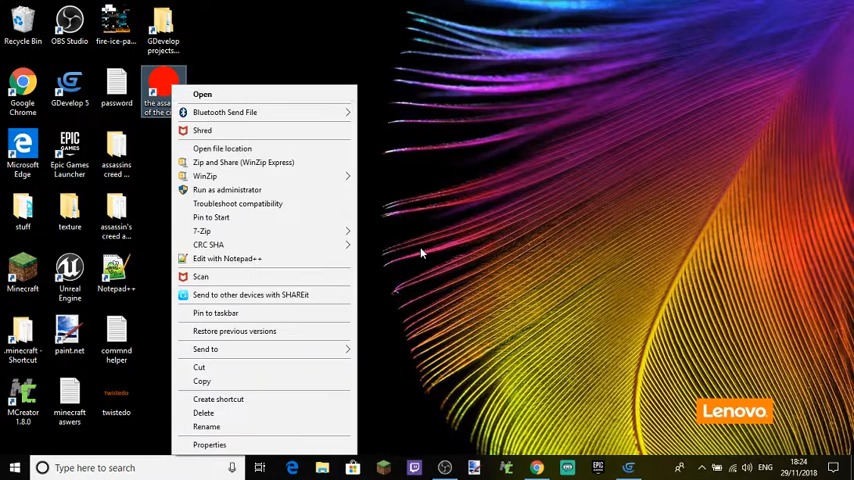 Recycle Bin
OBS Studio
fire-ice-pa...
GDevelop
projects...
Google
Chrome
GDevelop 5
password
the assa
of the ci
Microsoft
Edge
Epic Games
Launcher
assassins
creed ...
stuff
texture
assassin's
creed a...
Minecraft
Unreal
Engine
Notepad++
.minecraft -
Shortcut
paint.net
commnd
helper
MCreator
1.8.0
minecraft
aswers
twistedo
twistedo
EPIC
GAMES
Open
Bluetooth Send File
Shred
Open file location
Zip and Share (WinZip Express)
WinZip
Run as administrator
Troubleshoot compatibility
Pin to Start
7-Zip
CRC SHA
Edit with Notepad++
Scan
Send to other devices with SHAREit
Pin to taskbar
Restore previous versions
Send to
Cut
Copy
Create shortcut
Delete
Rename
Properties
Lenovo
Type here to search
EPIC
ENG
18:24
29/11/2018